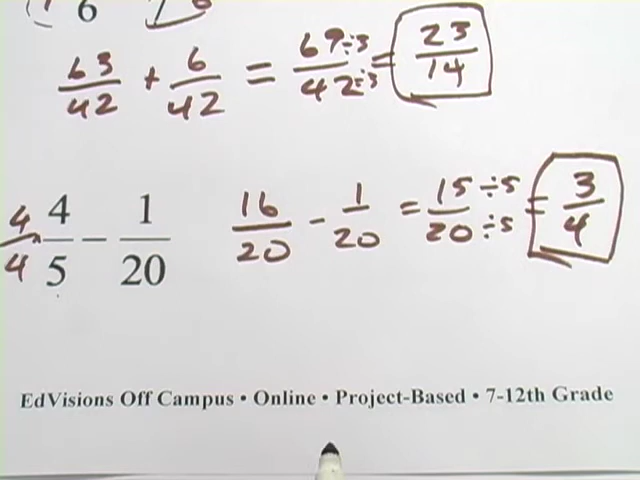 6
63/42 + 6/42 = 69÷3/42÷3 = 23/14
4/4 4/5 − 1/20 16/20 - 1/20 = 15÷5/20÷5 = 3/4
EdVisions Off Campus • Online • Project-Based • 7-12th Grade